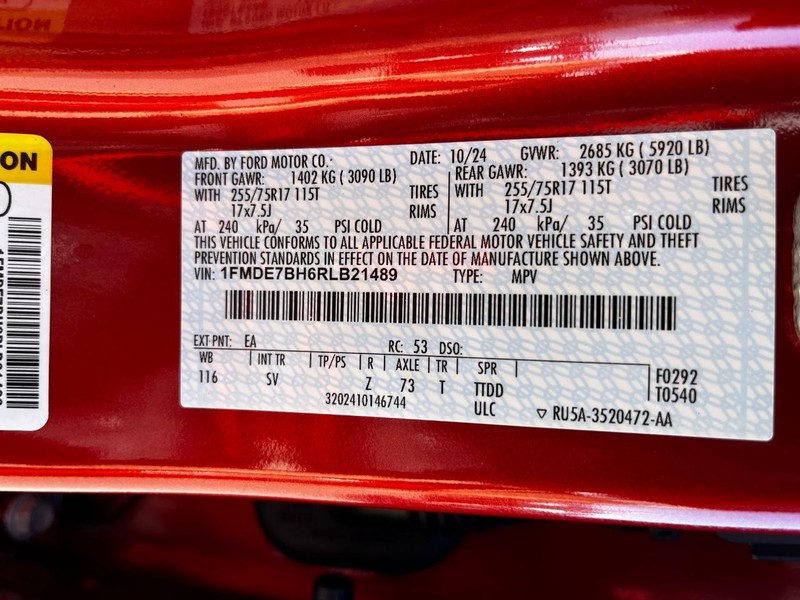 ON
MFD. BY FORD MOTOR CO. DATE: 10/24 GVWR: 2685 KG ( 5920 LB)
FRONT GAWR: 1402 KG ( 3090 LB) REAR GAWR: 1393 KG ( 3070 LB)
WITH 255/75R17 115T TIRES WITH 255/75R17 115T TIRES
17x7.5J RIMS 17x7.5J RIMS
AT 240 kPa/ 35 PSI COLD AT 240 kPa/ 35 PSI COLD
THIS VEHICLE CONFORMS TO ALL APPLICABLE FEDERAL MOTOR VEHICLE SAFETY AND THEFT
PREVENTION STANDARDS IN EFFECT ON THE DATE OF MANUFACTURE SHOWN ABOVE.
VIN: 1FMDE7BH6RLB21489 TYPE: MPV
EXT PNT: EA RC: 53 DSO:
WB INT TR TP/PS R AXLE TR SPR
116 SV Z 73 T TTDD F0292
3202410146744 ULC T0540
▽ RU5A-3520472-AA